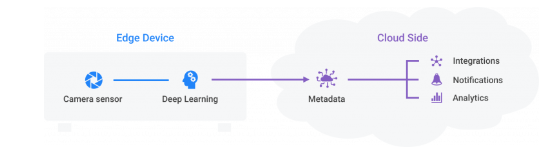 Edge Device
Cloud Side
Camera sensor
Deep Learning
Metadata
Integrations
Notifications
Analytics